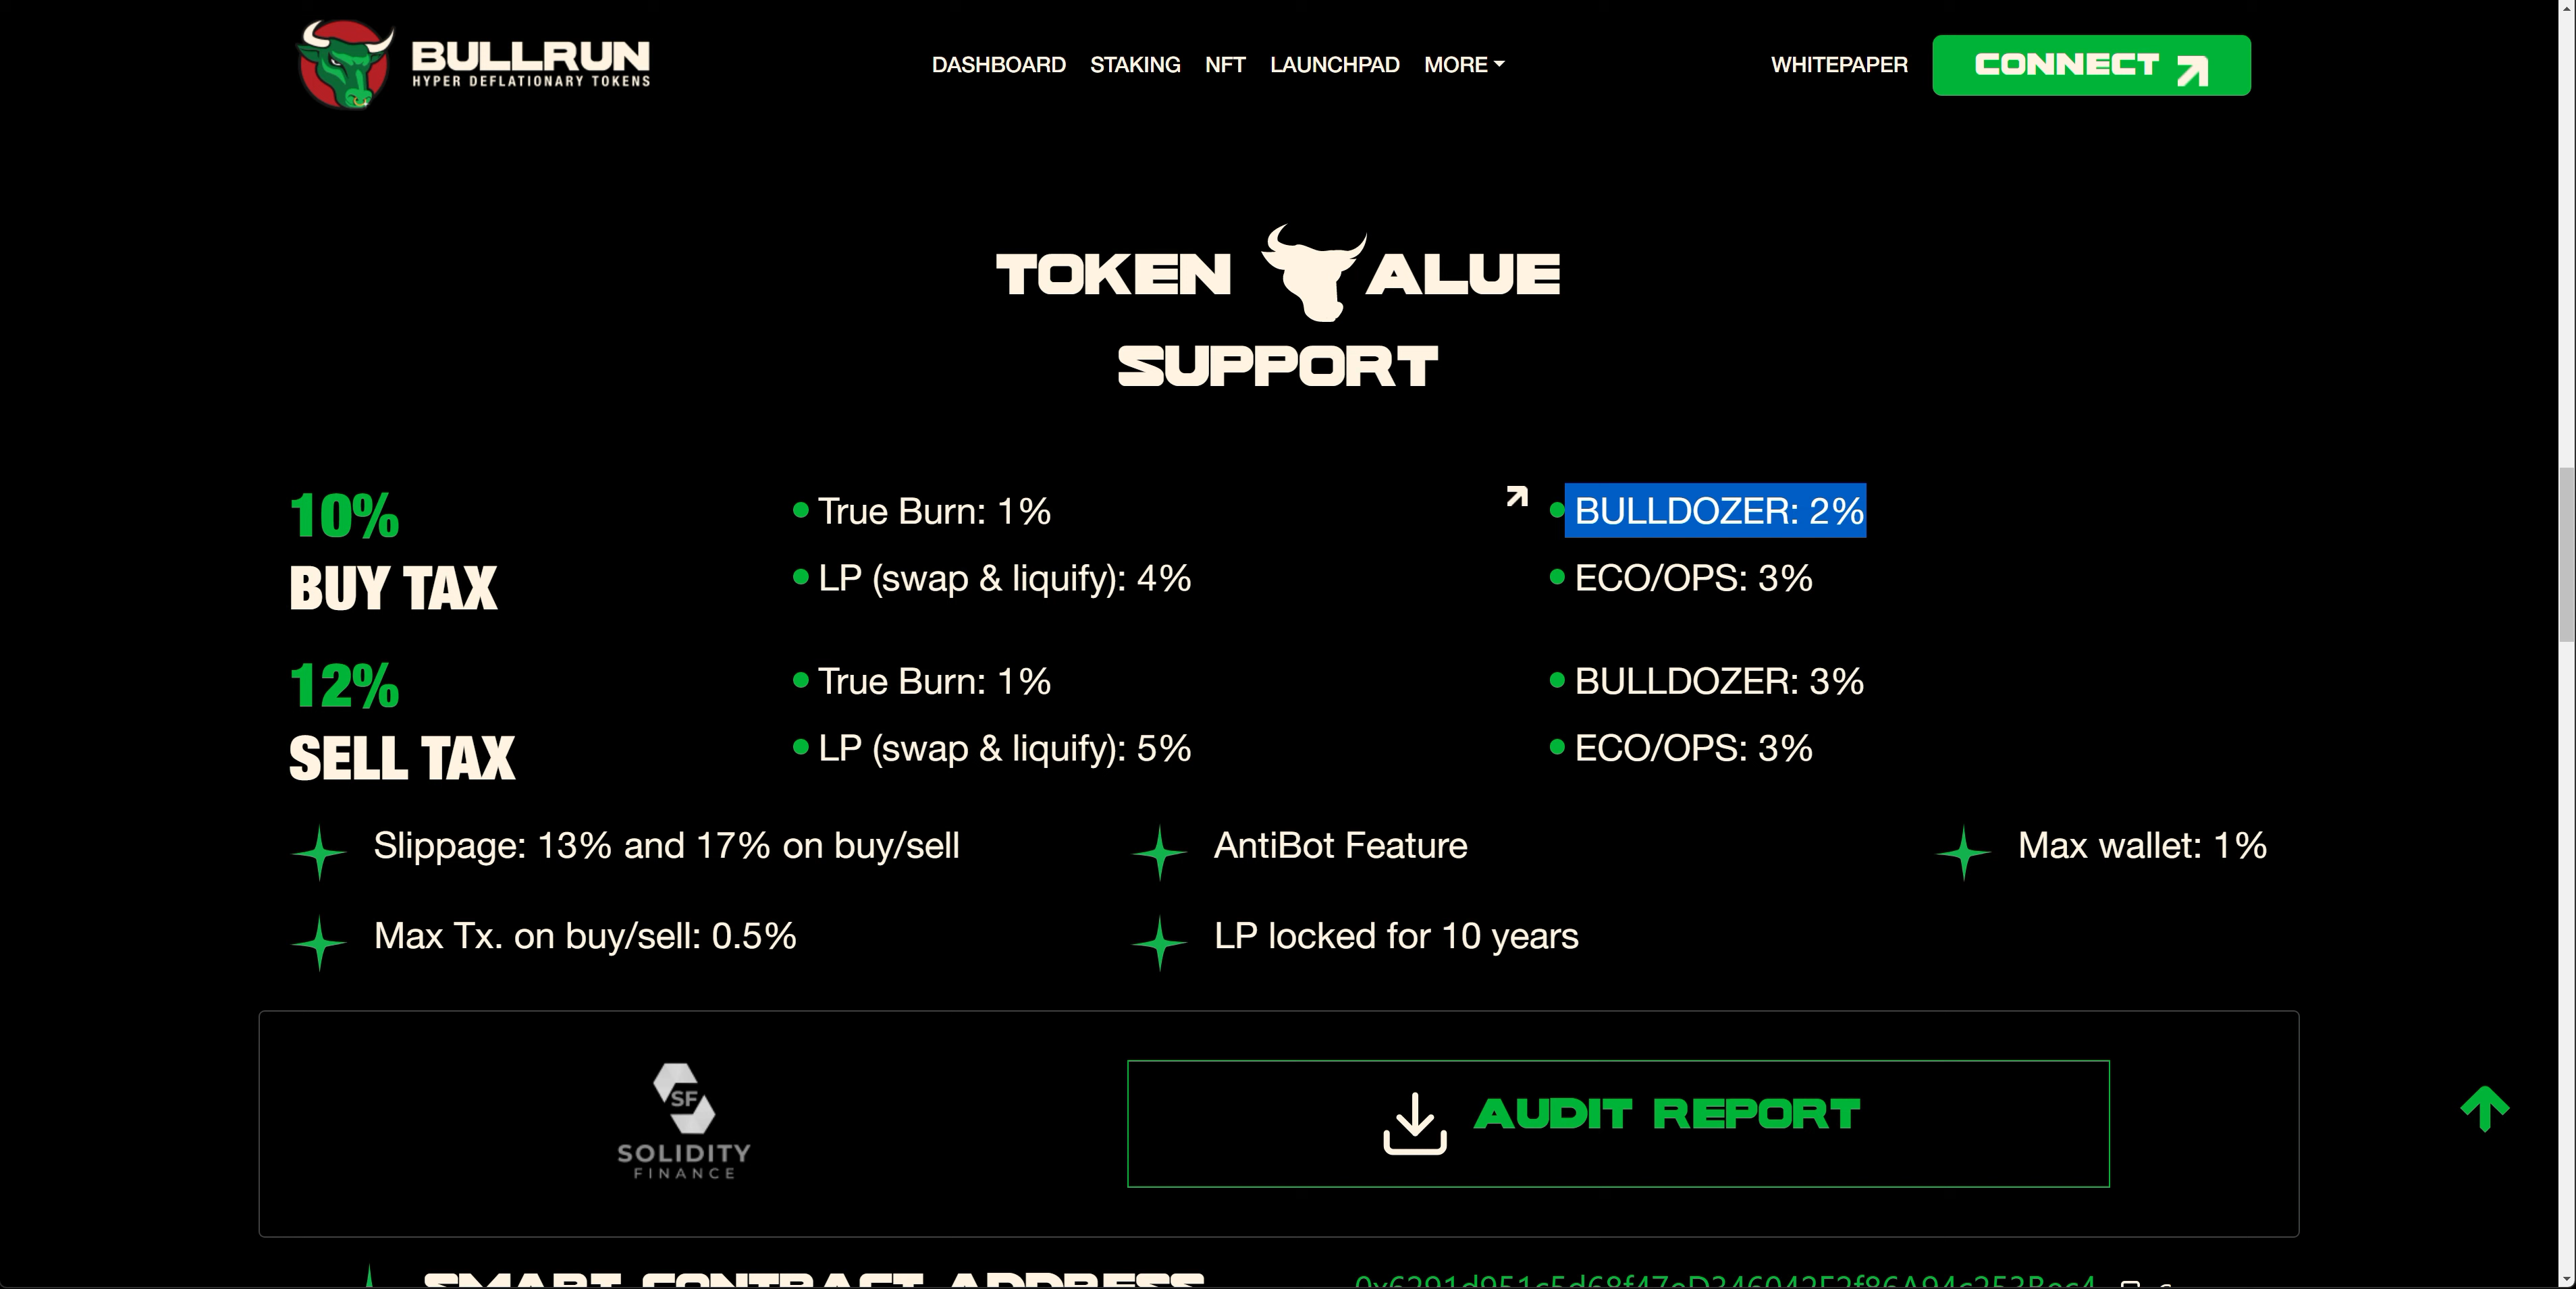 BULLRUN
HYPER DEFLATIONARY TOKENS
DASHBOARD STAKING NFT LAUNCHPAD MORE
WHITEPAPER
CONNECT
TOKEN ALUE
SUPPORT
10%
BUY TAX
True Burn: 1%
LP (swap & liquify): 4%
BULLDOZER: 2%
ECO/OPS: 3%
12%
SELL TAX
True Burn: 1%
LP (swap & liquify): 5%
BULLDOZER: 3%
ECO/OPS: 3%
Slippage: 13% and 17% on buy/sell
AntiBot Feature
Max wallet: 1%
Max Tx. on buy/sell: 0.5%
LP locked for 10 years
SF
SOLIDITY
FINANCE
AUDIT REPORT
SMART CONTRACT ADDRESS